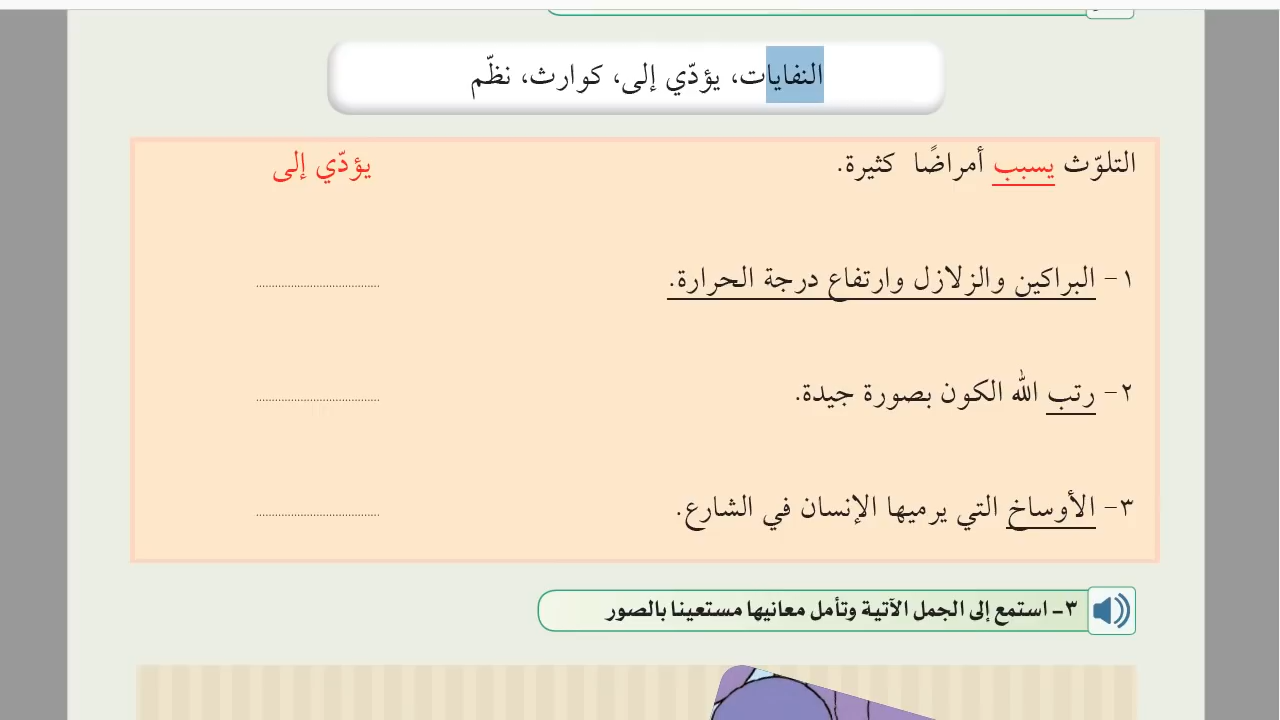 النفايات، يؤدّي إلى، كوارث، نظّم
التلوّث يسبب أمراضًا كثيرة. يؤدّي إلى
١- البراكين والزلازل وارتفاع درجة الحرارة. ........................................
٢- رتب الله الكون بصورة جيدة. ........................................
٣- الأوساخ التي يرميها الإنسان في الشارع. ........................................
٣- استمع إلى الجمل الآتية وتأمل معانيها مستعينا بالصور